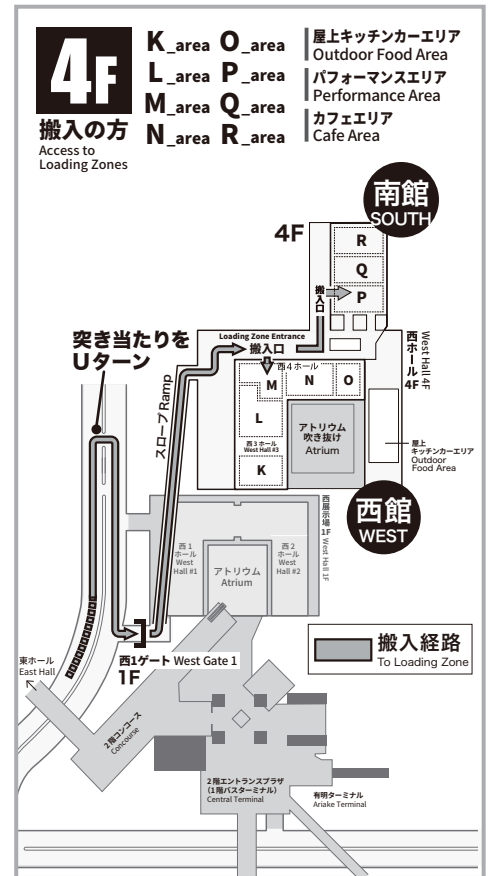 4F
搬入の方
Access to
Loading Zones
K_area O_area
L_area P_area
M_area Q_area
N_area R_area
屋上キッチンカーエリア
Outdoor Food Area
パフォーマンスエリア
Performance Area
カフェエリア
Cafe Area
南館
SOUTH
4F
R
Q
P
搬入口
Loading Zone Entrance
搬入口
西4ホール
M
N
O
L
西3ホール
West Hall #3
K
アトリウム
吹き抜け
Atrium
西ホール4F
West Hall 4F
屋上
キッチンカーエリア
Outdoor
Food Area
突き当たりを
Uターン
スロープ Ramp
西館
WEST
西展示場 1F West Hall 1F
西1
ホール
West
Hall #1
アトリウム
Atrium
西2
ホール
West
Hall #2
搬入経路
To Loading Zone
東ホール
East Hall
西1ゲート West Gate 1
1F
2階コンコース
Concourse
2階エントランスプラザ
(1階バスターミナル)
Central Terminal
有明ターミナル
Ariake Terminal